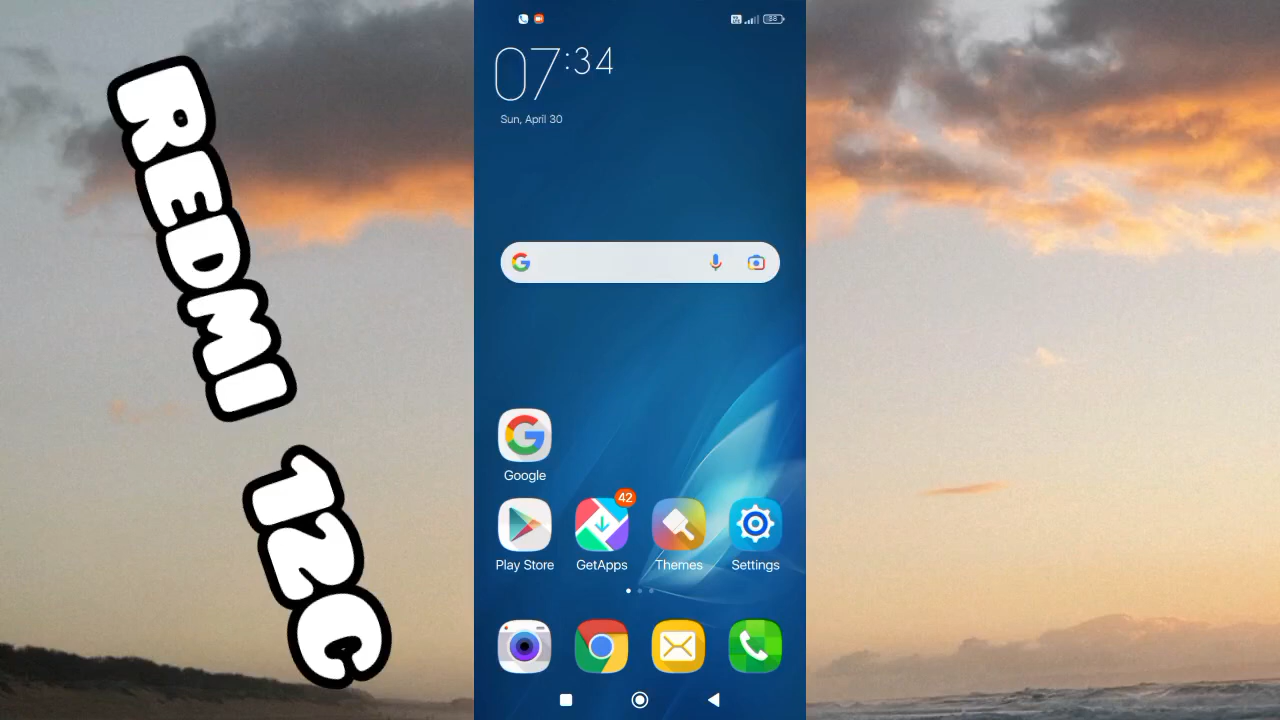 REDMI 12C
07:34
Sun, April 30
Google
42
Play Store
GetApps
Themes
Settings